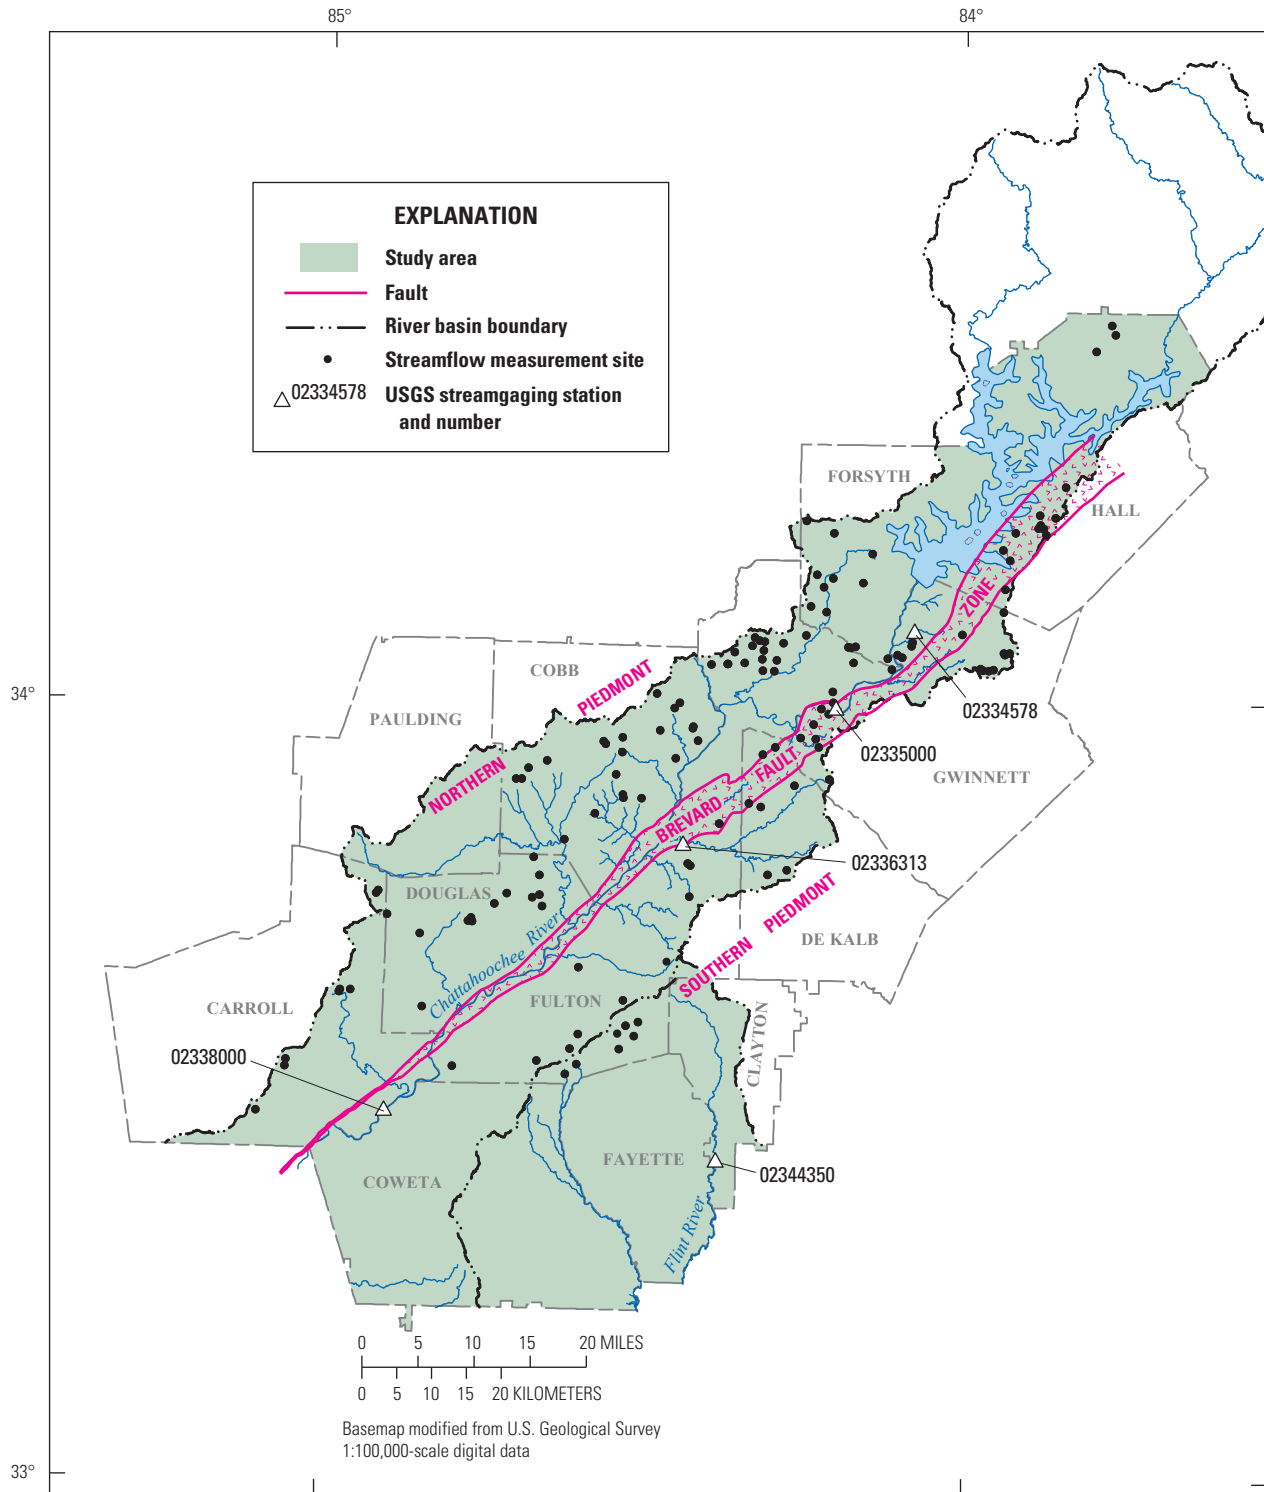 85°
84°
EXPLANATION
Study area
Fault
River basin boundary
Streamflow measurement site
02334578
USGS streamgaging station
and number
FORSYTH
HALL
ZONE
COBB
PIEDMONT
34°
PAULDING
02334578
02335000
GWINNETT
NORTHERN
FAULT
BREVARD
02336313
DOUGLAS
PIEDMONT
SOUTHERN
DE KALB
Chattahoochee River
CARROLL
FULTON
CLAYTON
02338000
FAYETTE
02344350
COWETA
Flint River
0 5 10 15 20 MILES
0 5 10 15 20 KILOMETERS
Basemap modified from U.S. Geological Survey
1:100,000-scale digital data
33°